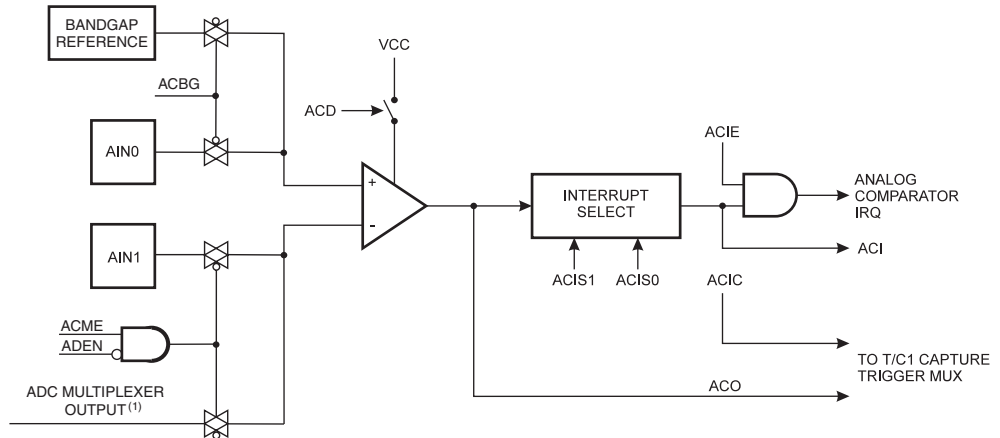 BANDGAP
REFERENCE
ACBG
AIN0
VCC
ACD
+
-
AIN1
ACME
ADEN
ADC MULTIPLEXER
OUTPUT(1)
INTERRUPT
SELECT
ACIS1 ACIS0
ACIE
ANALOG
COMPARATOR
IRQ
ACI
ACIC
TO T/C1 CAPTURE
TRIGGER MUX
ACO